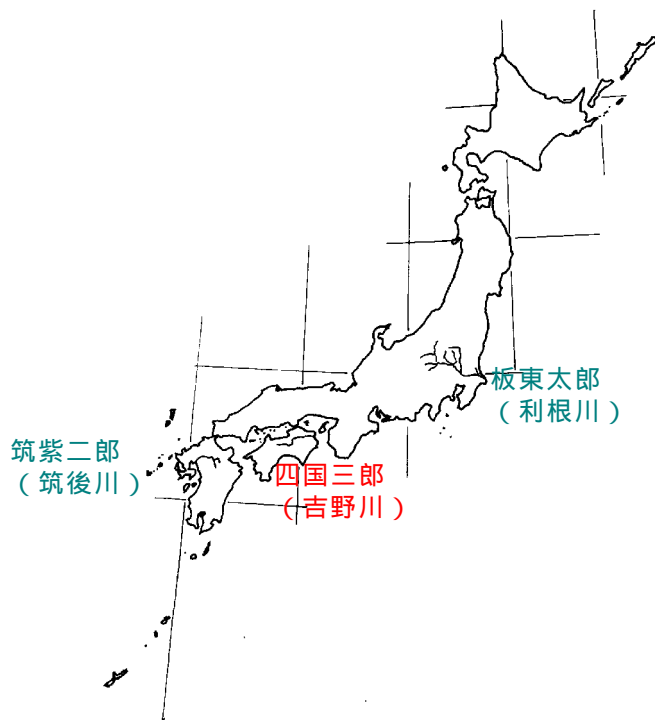 板東太郎
（利根川）
筑紫二郎
（筑後川）
四国三郎
（吉野川）